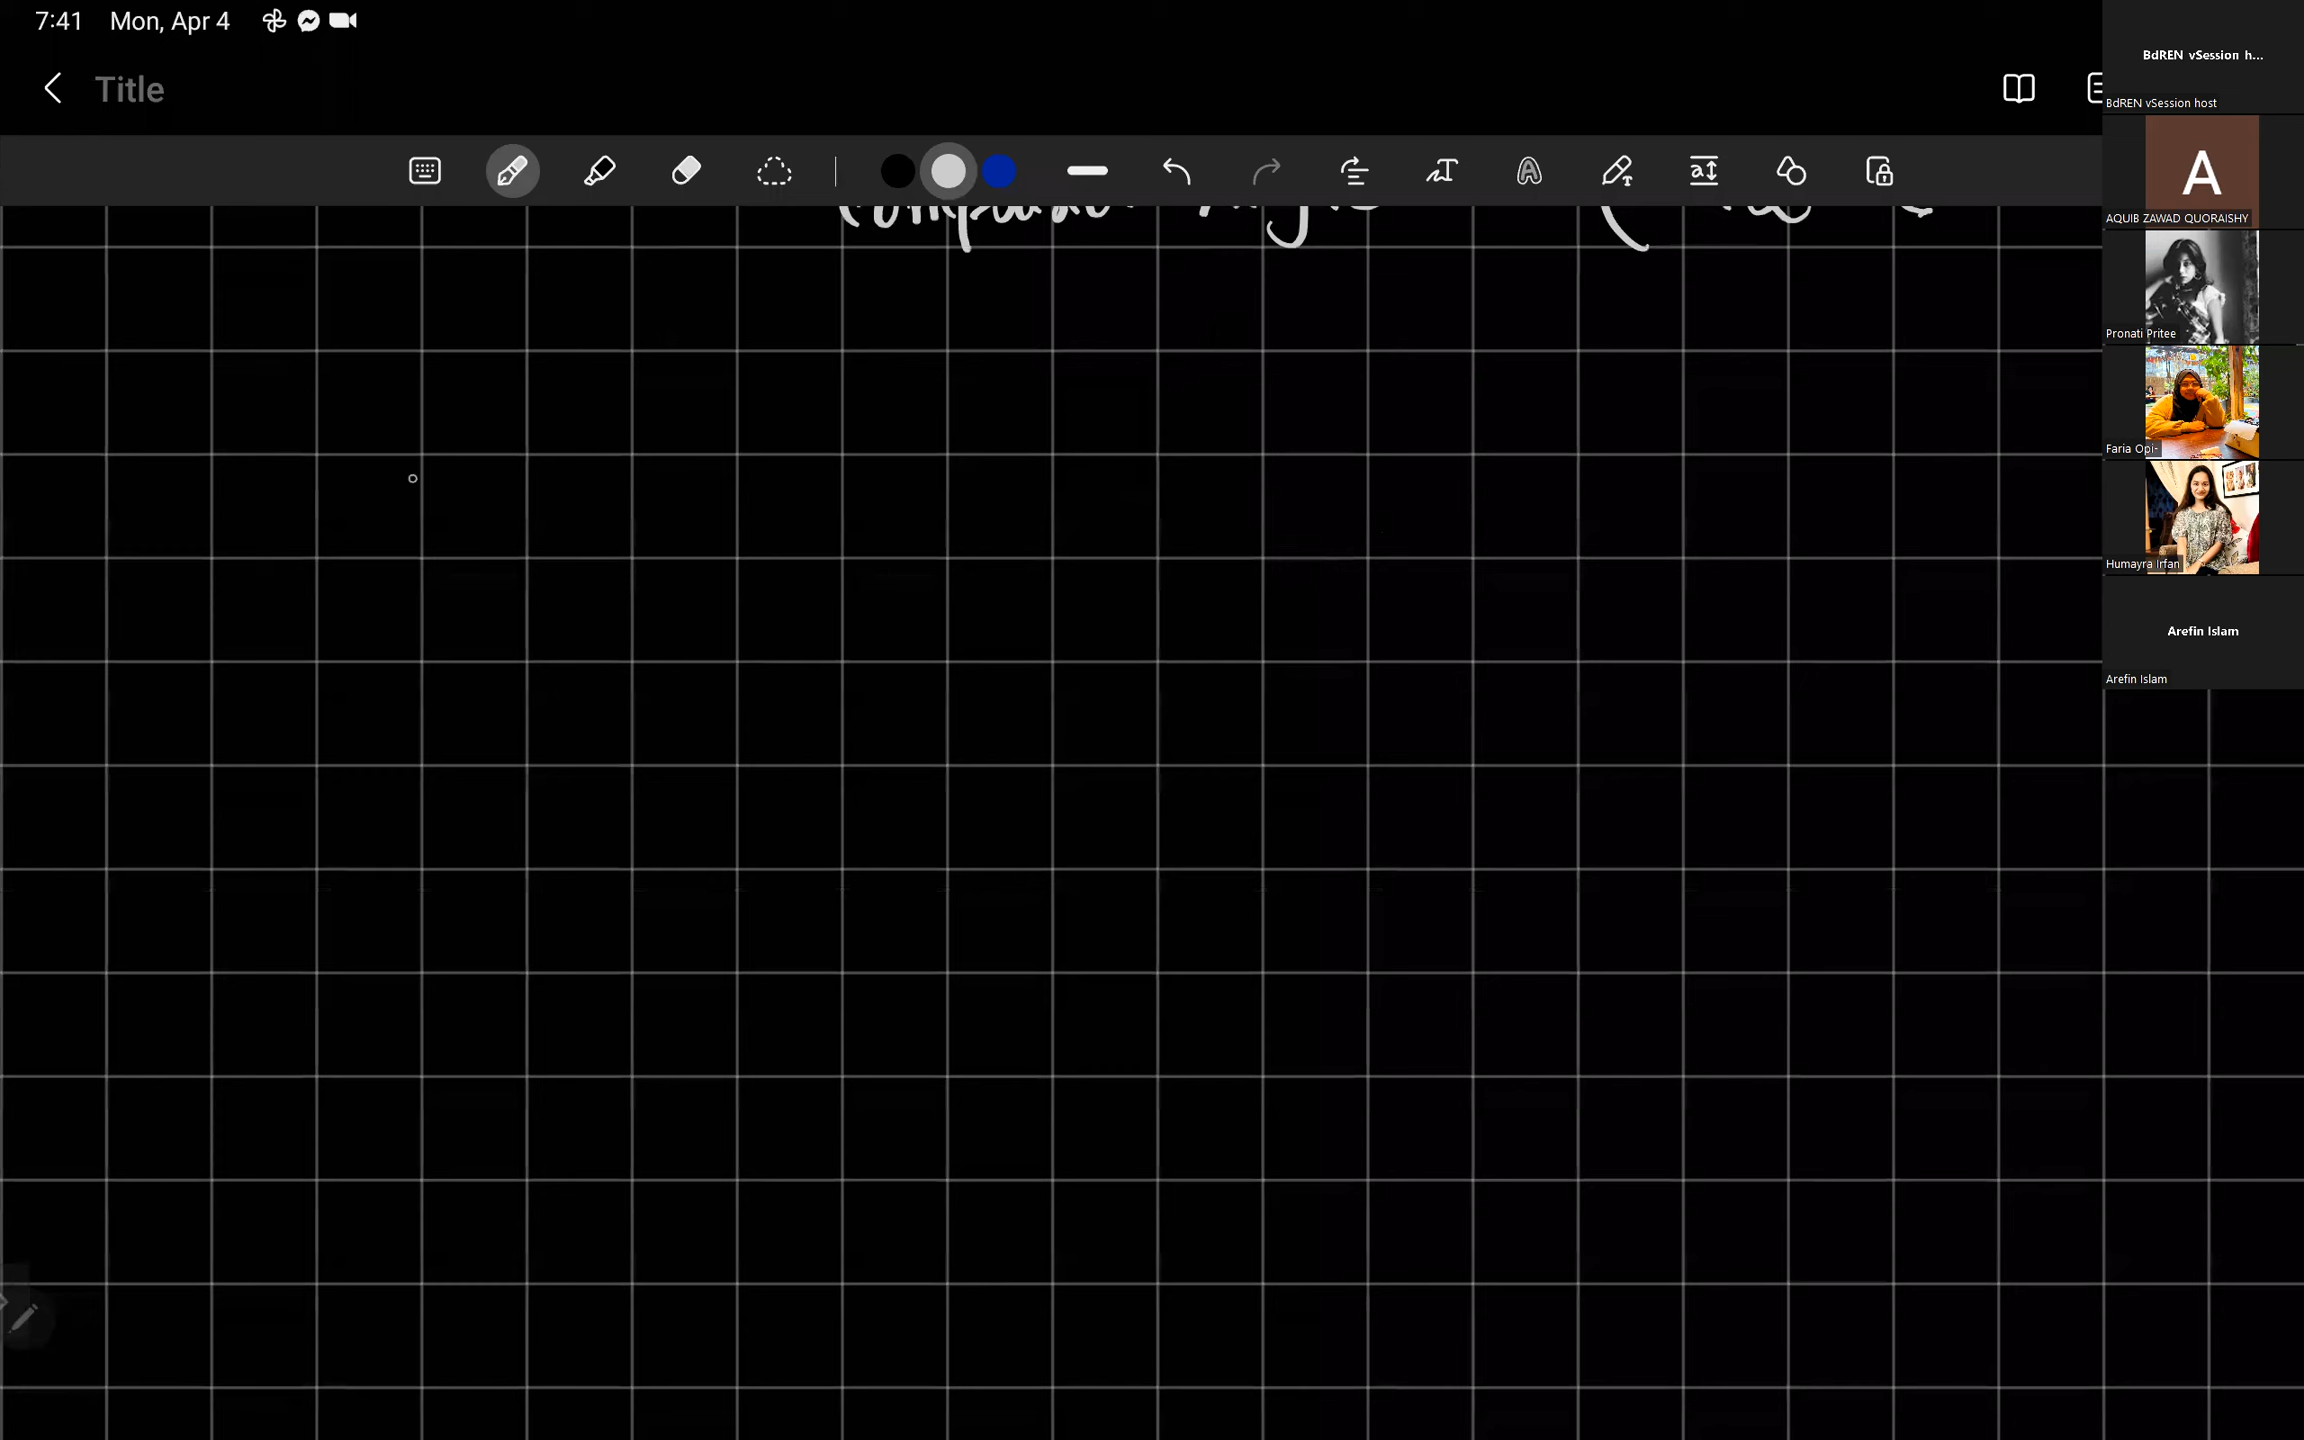 7:41 Mon, Apr 4
Title
BdREN vSession h...
BdREN vSession host
A
AQUIB ZAWAD QUORAISHY
Pronati Pritee
Faria Opi-
Humayra Irfan
Arefin Islam
Arefin Islam